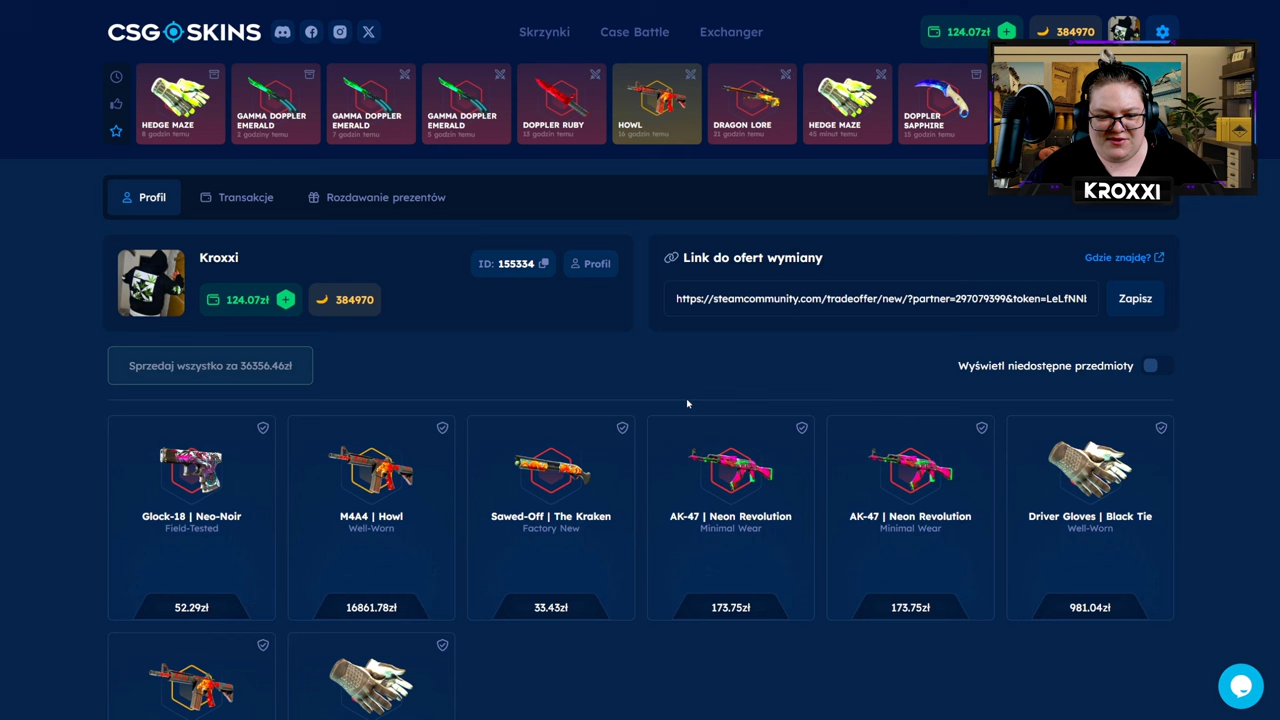 CSG SKINS
Skrzynki
Case Battle
Exchanger
124.07zł
384970
HEDGE MAZE
8 godzin temu
GAMMA DOPPLER
EMERALD
2 godziny temu
GAMMA DOPPLER
EMERALD
7 godzin temu
GAMMA DOPPLER
EMERALD
5 godzin temu
DOPPLER RUBY
13 godzin temu
HOWL
16 godzin temu
DRAGON LORE
21 godzin temu
HEDGE MAZE
45 minut temu
DOPPLER
SAPPHIRE
15 godzin temu
KROXXI
Profil
Transakcje
Rozdawanie prezentów
Kroxxi
ID: 155334
Profil
124.07zł
384970
Link do ofert wymiany
Gdzie znajdę?
https://steamcommunity.com/tradeoffer/new/?partner=297079399&token=LeLfNNl
Zapisz
Sprzedaj wszystko za 36356.46zł
Wyświetl niedostępne przedmioty
Glock-18 | Neo-Noir
Field-Tested
52.29zł
M4A4 | Howl
Well-Worn
16861.78zł
Sawed-Off | The Kraken
Factory New
33.43zł
AK-47 | Neon Revolution
Minimal Wear
173.75zł
AK-47 | Neon Revolution
Minimal Wear
173.75zł
Driver Gloves | Black Tie
Well-Worn
981.04zł